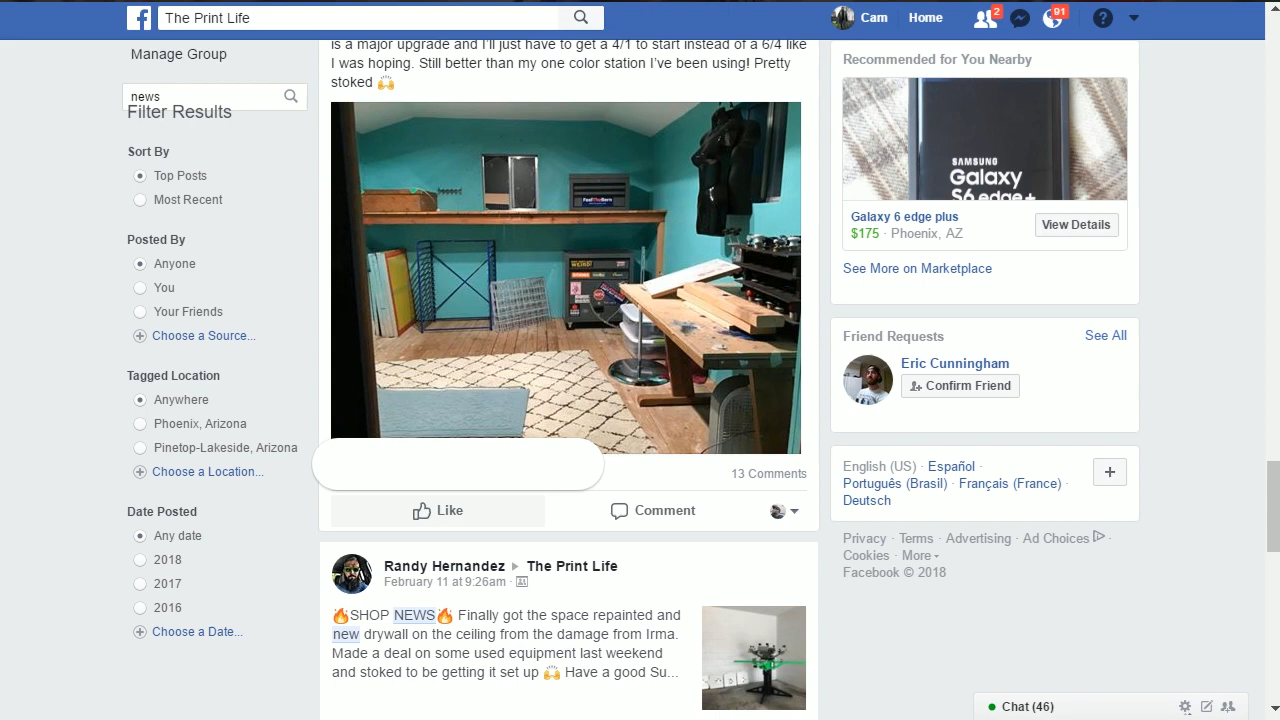 The Print Life
Cam
Home
2
91
?
Manage Group
news
Filter Results
Sort By
Top Posts
Most Recent
Posted By
Anyone
You
Your Friends
Choose a Source...
Tagged Location
Anywhere
Phoenix, Arizona
Pinetop-Lakeside, Arizona
Choose a Location...
Date Posted
Any date
2018
2017
2016
Choose a Date...
is a major upgrade and I'll just have to get a 4/1 to start instead of a 6/4 like
I was hoping. Still better than my one color station I've been using! Pretty
stoked 🙌
FeelTheBern
WEIRD!
13 Comments
Like
Comment
Randy Hernandez ▶ The Print Life
February 11 at 9:26am ·
🔥SHOP NEWS🔥 Finally got the space repainted and
new drywall on the ceiling from the damage from Irma.
Made a deal on some used equipment last weekend
and stoked to be getting it set up 🙌 Have a good Su...
Recommended for You Nearby
SAMSUNG
Galaxy
S6 edge+
Galaxy 6 edge plus
$175 · Phoenix, AZ
View Details
See More on Marketplace
Friend Requests
See All
Eric Cunningham
Confirm Friend
English (US) · Español ·
Português (Brasil) · Français (France) ·
Deutsch
Privacy · Terms · Advertising · Ad Choices ·
Cookies · More
Facebook © 2018
Chat (46)